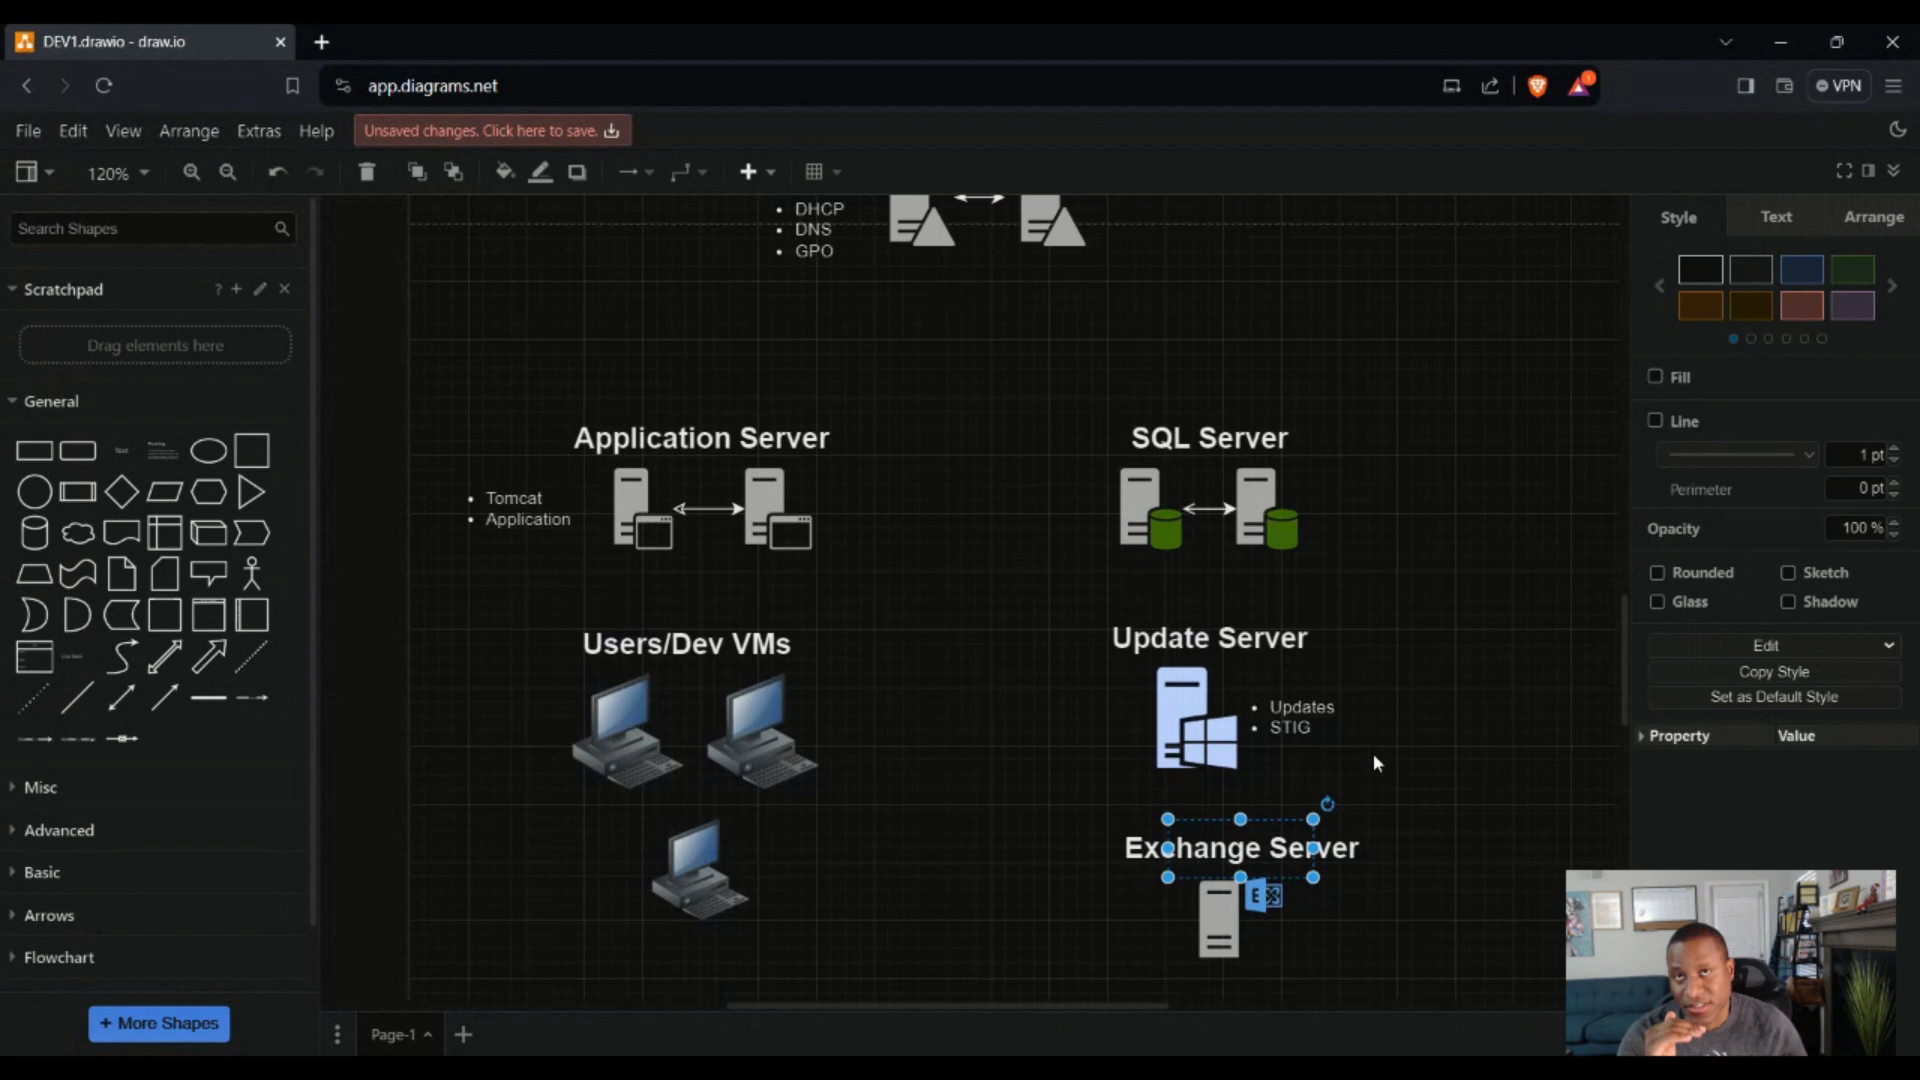 DEV1.drawio - draw.io
app.diagrams.net
VPN
File Edit View Arrange Extras Help
Unsaved changes. Click here to save.
120%
Search Shapes
Scratchpad
?
Drag elements here
General
Text
Misc
Advanced
Basic
Arrows
Flowchart
+ More Shapes
DHCP
DNS
GPO
Application Server
Tomcat
Application
SQL Server
Users/Dev VMs
Update Server
Updates
STIG
Exchange Server
E
Page-1
Style Text Arrange
Fill
Line
1 pt
Perimeter
0 pt
Opacity
100 %
Rounded
Sketch
Glass
Shadow
Edit
Copy Style
Set as Default Style
Property Value